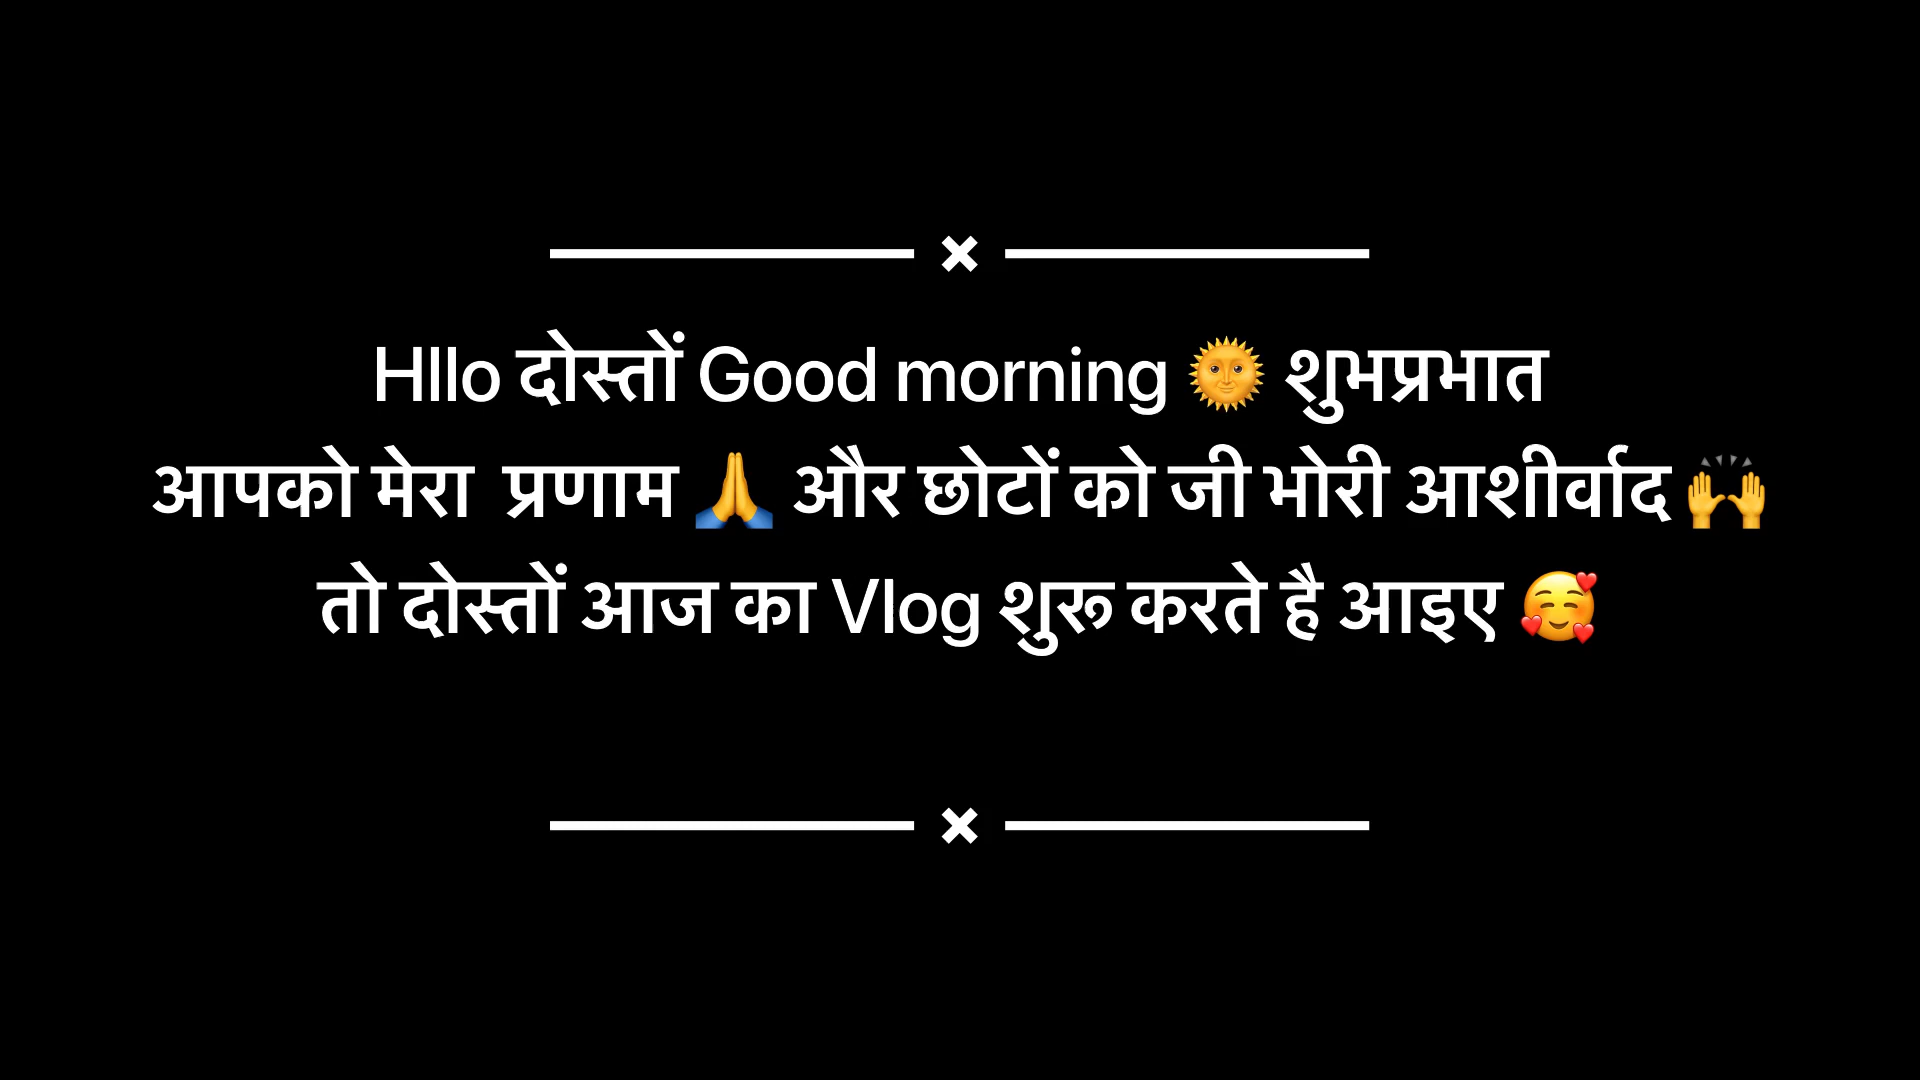 Hllo दोस्तों Good morning 🌞 शुभप्रभात
आपको मेरा  प्रणाम 🙏 और छोटों को जी भोरी आशीर्वाद 🙌
तो दोस्तों आज का Vlog शुरू करते है आइए 🥰